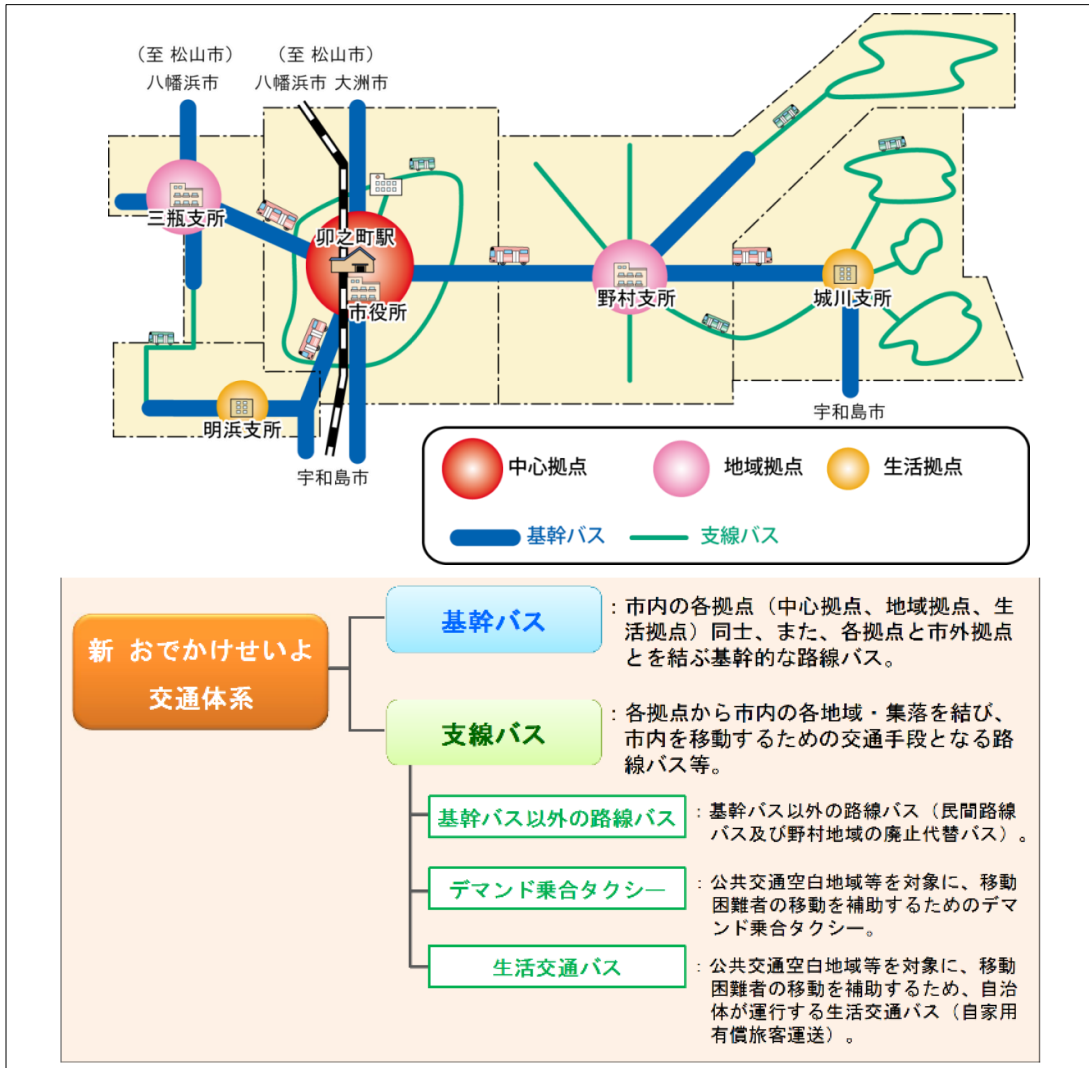 （至 松山市）
八幡浜市
（至 松山市）
八幡浜市 大洲市
三瓶支所
卯之町駅
市役所
野村支所
城川支所
明浜支所
宇和島市
宇和島市
中心拠点
地域拠点
生活拠点
基幹バス
支線バス
新 おでかけせいよ
交通体系
基幹バス
：市内の各拠点（中心拠点、地域拠点、生
活拠点）同士、また、各拠点と市外拠点
とを結ぶ基幹的な路線バス。
支線バス
：各拠点から市内の各地域・集落を結び、
市内を移動するための交通手段となる路
線バス等。
基幹バス以外の路線バス
：基幹バス以外の路線バス（民間路線
バス及び野村地域の廃止代替バス）。
デマンド乗合タクシー
：公共交通空白地域等を対象に、移動
困難者の移動を補助するためのデマ
ンド乗合タクシー。
生活交通バス
：公共交通空白地域等を対象に、移動
困難者の移動を補助するため、自治
体が運行する生活交通バス（自家用
有償旅客運送）。